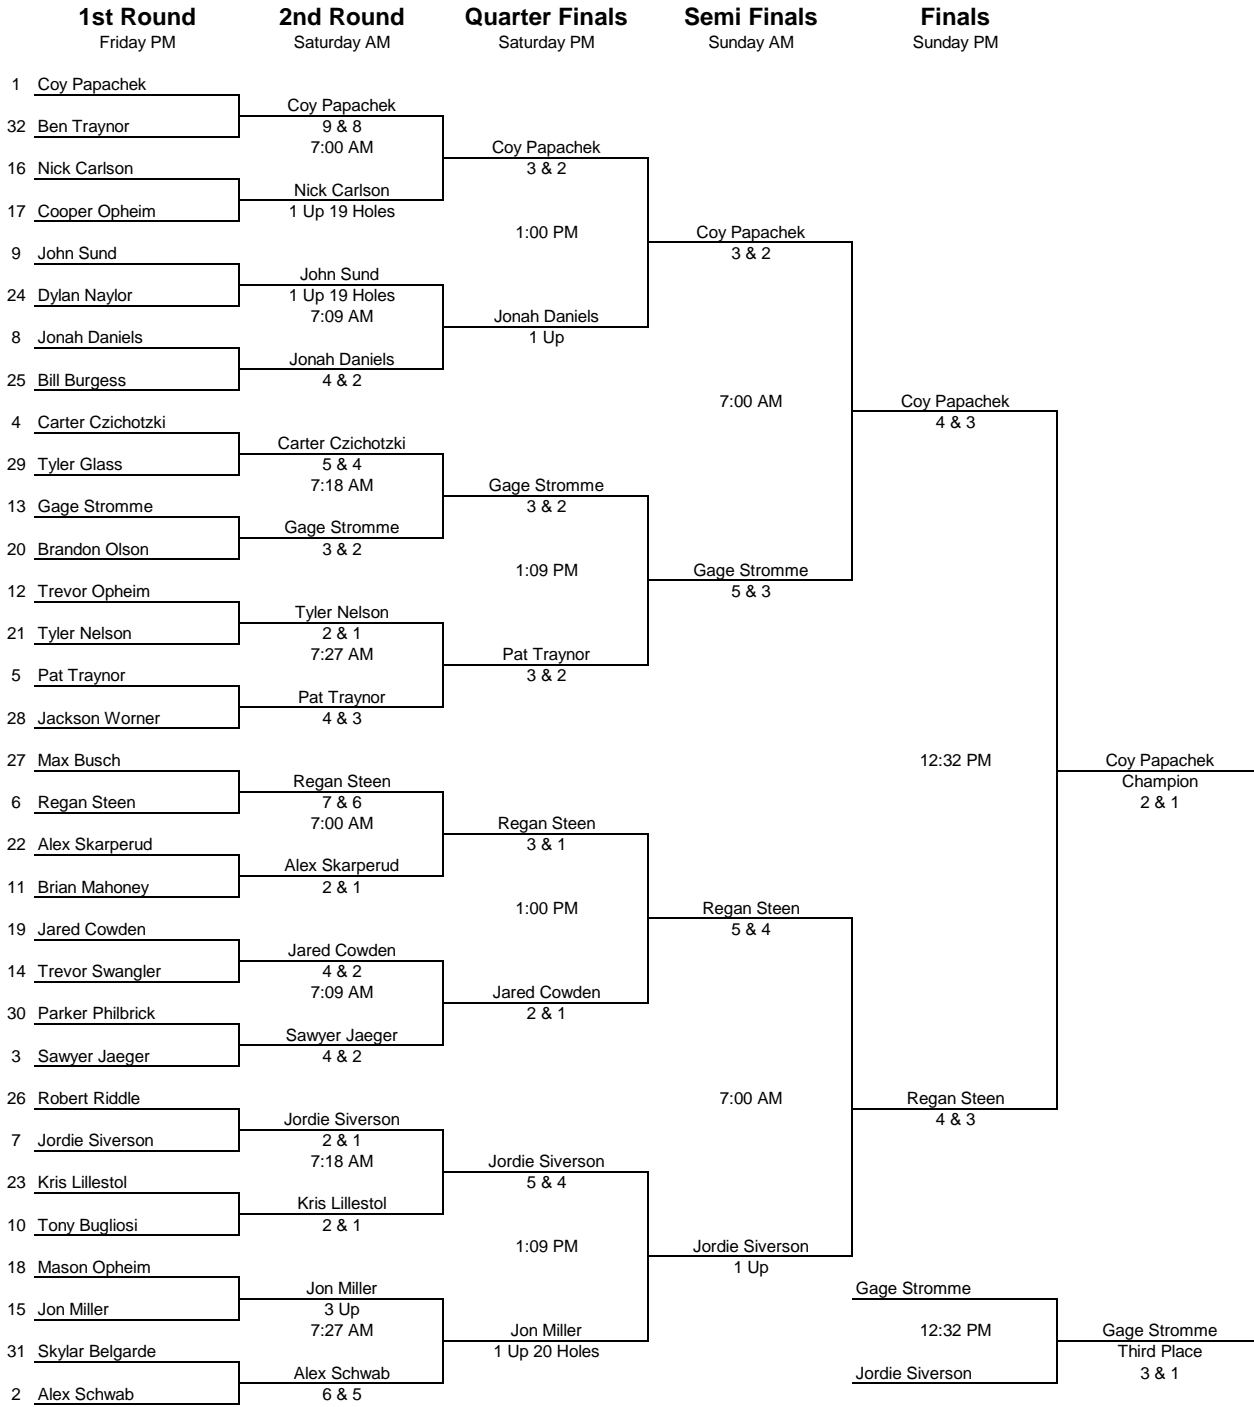 1st Round 2nd Round Quarter Finals Semi Finals Finals
Friday PM Saturday AM Saturday PM Sunday AM Sunday PM
1 Coy Papachek
Coy Papachek
32 Ben Traynor 9 & 8
7:00 AM Coy Papachek
16 Nick Carlson 3 & 2
Nick Carlson
17 Cooper Opheim 1 Up 19 Holes
1:00 PM Coy Papachek
9 John Sund 3 & 2
John Sund
24 Dylan Naylor 1 Up 19 Holes
7:09 AM Jonah Daniels
8 Jonah Daniels 1 Up
Jonah Daniels
25 Bill Burgess 4 & 2
7:00 AM Coy Papachek
4 Carter Czichotzki 4 & 3
Carter Czichotzki
29 Tyler Glass 5 & 4
7:18 AM Gage Stromme
13 Gage Stromme 3 & 2
Gage Stromme
20 Brandon Olson 3 & 2
1:09 PM Gage Stromme
12 Trevor Opheim 5 & 3
Tyler Nelson
21 Tyler Nelson 2 & 1
7:27 AM Pat Traynor
5 Pat Traynor 3 & 2
Pat Traynor
28 Jackson Worner 4 & 3
27 Max Busch 12:32 PM Coy Papachek
Regan Steen Champion
6 Regan Steen 7 & 6 2 & 1
7:00 AM Regan Steen
22 Alex Skarperud 3 & 1
Alex Skarperud
11 Brian Mahoney 2 & 1
1:00 PM Regan Steen
19 Jared Cowden 5 & 4
Jared Cowden
14 Trevor Swangler 4 & 2
7:09 AM Jared Cowden
30 Parker Philbrick 2 & 1
Sawyer Jaeger
3 Sawyer Jaeger 4 & 2
26 Robert Riddle 7:00 AM Regan Steen
Jordie Siverson 4 & 3
7 Jordie Siverson 2 & 1
7:18 AM Jordie Siverson
23 Kris Lillestol 5 & 4
Kris Lillestol
10 Tony Bugliosi 2 & 1
1:09 PM Jordie Siverson
18 Mason Opheim 1 Up
Jon Miller Gage Stromme
15 Jon Miller 3 Up
7:27 AM Jon Miller 12:32 PM Gage Stromme
31 Skylar Belgarde 1 Up 20 Holes Third Place
Alex Schwab Jordie Siverson 3 & 1
2 Alex Schwab 6 & 5